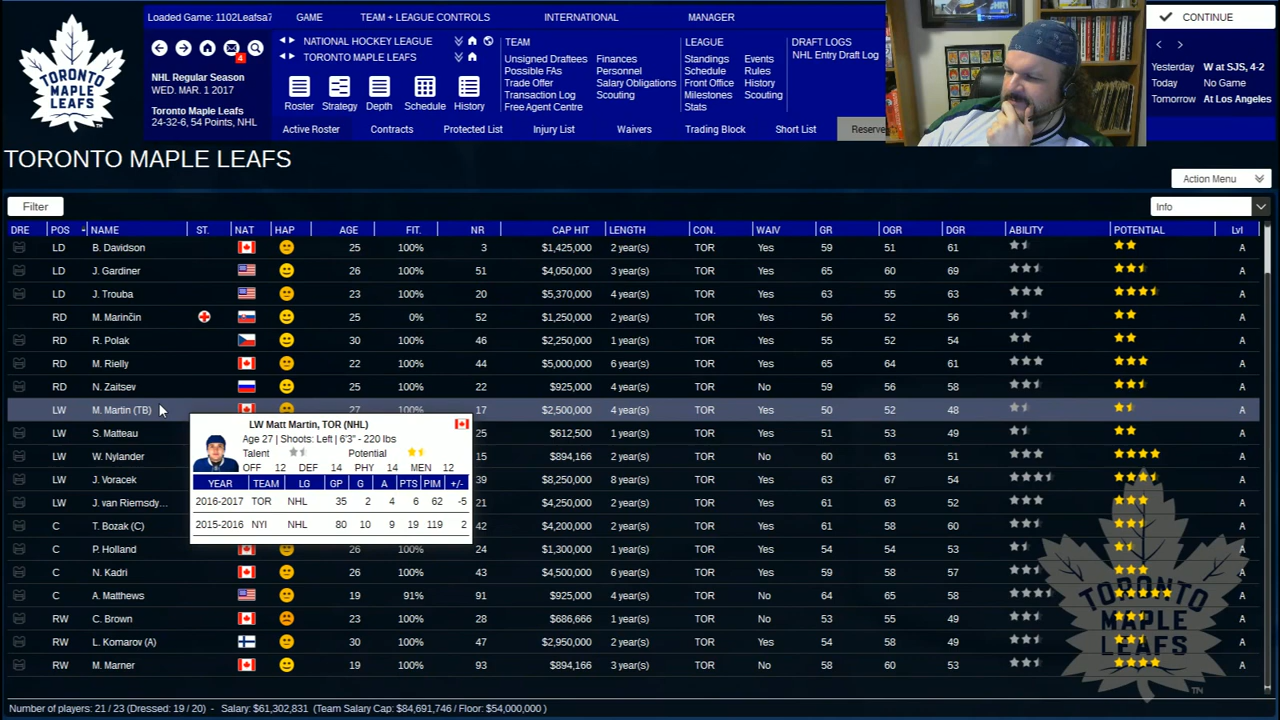 TORONTO
MAPLE
LEAFS
Loaded Game: 1102Leafsa7
GAME TEAM + LEAGUE CONTROLS INTERNATIONAL MANAGER
4
NHL Regular Season
WED. MAR. 1 2017
Toronto Maple Leafs
24-32-6, 54 Points, NHL
NATIONAL HOCKEY LEAGUE
TORONTO MAPLE LEAFS
Roster Strategy Depth Schedule History
TEAM
Unsigned Draftees Finances
Possible FAs Personnel
Trade Offer Salary Obligations
Transaction Log Scouting
Free Agent Centre
LEAGUE
Standings Events
Schedule Rules
Front Office History
Milestones Scouting
Stats
DRAFT LOGS
NHL Entry Draft Log
CONTINUE
Yesterday W at SJS, 4-2
Today No Game
Tomorrow At Los Angeles
Active Roster Contracts Protected List Injury List Waivers Trading Block Short List Reserve
TORONTO MAPLE LEAFS
Action Menu
Filter
Info
DRE POS NAME ST. NAT HAP AGE FIT. NR CAP HIT LENGTH CON. WAIV GR OGR DGR ABILITY POTENTIAL Lvl
LD B. Davidson 25 100% 3 $1,425,000 2 year(s) TOR Yes 59 51 61 A
LD J. Gardiner 26 100% 51 $4,050,000 3 year(s) TOR Yes 65 60 69 A
LD J. Trouba 23 100% 20 $5,370,000 4 year(s) TOR Yes 63 55 63 A
RD M. Marinčin 25 0% 52 $1,250,000 2 year(s) TOR Yes 56 52 56 A
RD R. Polak 30 100% 46 $2,250,000 1 year(s) TOR Yes 55 52 54 A
RD M. Rielly 22 100% 44 $5,000,000 6 year(s) TOR Yes 65 64 61 A
RD N. Zaitsev 25 100% 22 $925,000 1 year(s) TOR No 59 56 58 A
LW M. Martin (TB) 27 100% 17 $2,500,000 4 year(s) TOR Yes 50 52 48 A
LW S. Matteau 25 $612,500 1 year(s) TOR Yes 51 53 49 A
LW W. Nylander 15 $894,166 3 year(s) TOR No 60 63 51 A
LW J. Voracek 39 $8,250,000 8 year(s) TOR Yes 63 67 54 A
LW J. van Riemsdy... 21 $4,250,000 2 year(s) TOR Yes 61 63 52 A
C T. Bozak (C) 42 $4,200,000 2 year(s) TOR Yes 61 58 60 A
C P. Holland 26 100% 24 $1,300,000 1 year(s) TOR Yes 54 54 53 A
C N. Kadri 26 100% 43 $4,500,000 6 year(s) TOR Yes 59 58 57 A
C A. Matthews 19 91% 91 $925,000 4 year(s) TOR No 64 65 58 A
RW C. Brown 23 100% 28 $686,666 1 year(s) TOR No 53 55 49 A
RW L. Komarov (A) 30 100% 47 $2,950,000 2 year(s) TOR Yes 54 58 49 A
RW M. Marner 19 100% 93 $894,166 3 year(s) TOR No 58 60 53 A
LW Matt Martin, TOR (NHL)
Age 27 | Shoots: Left | 6'3" - 220 lbs
Talent Potential
OFF 12 DEF 14 PHY 14 MEN 12
YEAR TEAM LG GP G A PTS PIM +/-
2016-2017 TOR NHL 35 2 4 6 62 -5
2015-2016 NYI NHL 80 10 9 19 119 2
TORONTO
MAPLE
LEAFS
TM
Number of players: 21 / 23 (Dressed: 19 / 20) - Salary: $61,302,831 (Team Salary Cap: $84,691,746 / Floor: $54,000,000 )